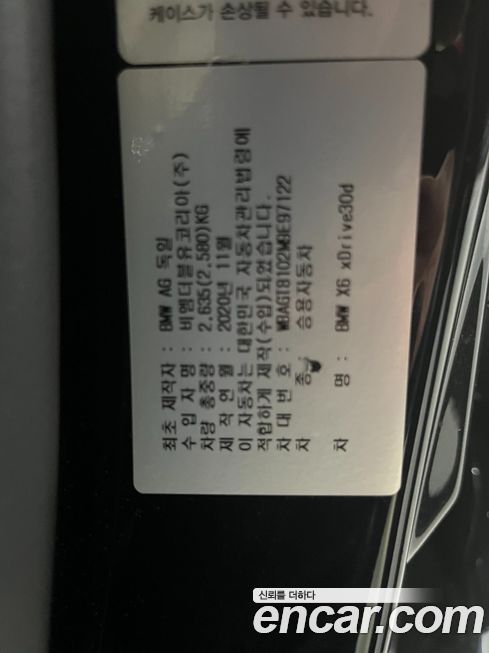 케이스가 손상될 수 있습니다.
최초 제작자 : BMW AG 독일
수 입 자 명 : 비엠더블유코리아(주)
차량 총중량 : 2.635(2.580)KG
제 작 연 월 : 2020년 11월
이 자동차는 대한민국 자동차관리법령에
적합하게 제작(수입)되었습니다.
차 대 번 호 : WBAGT8102M9E97122
차 종 : 승용자동차
차 명 : BMW X6 xDrive30d
신뢰를 더하다
encar.com